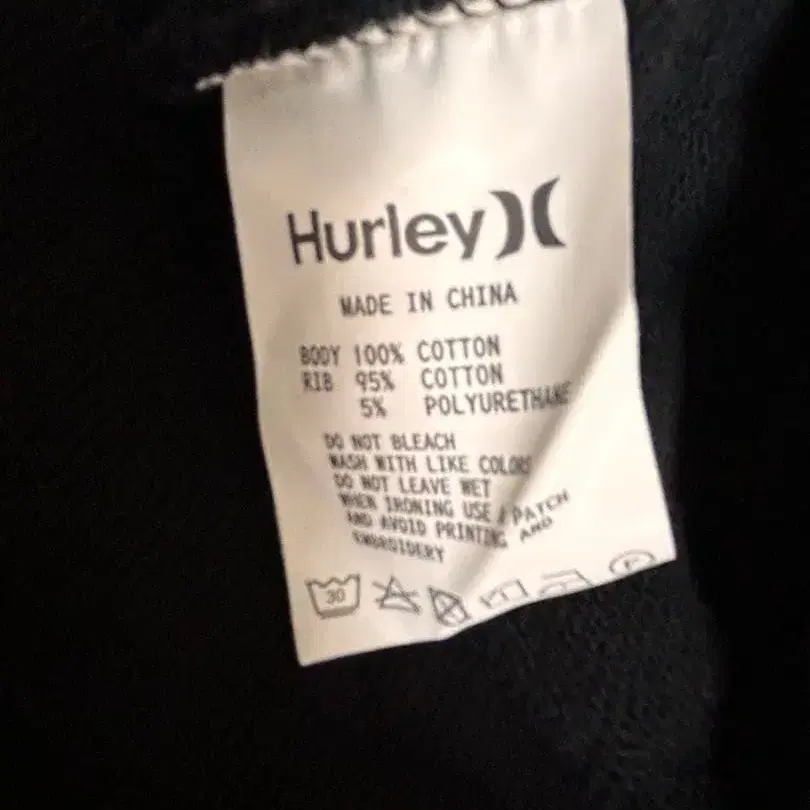 Hurley
MADE IN CHINA
BODY 100% COTTON
RIB 95% COTTON
5% POLYURETHANE
DO NOT BLEACH
WASH WITH LIKE COLORS
DO NOT LEAVE WET
WHEN IRONING USE A PATCH
AND AVOID PRINTING AND
EMBROIDERY
30
F